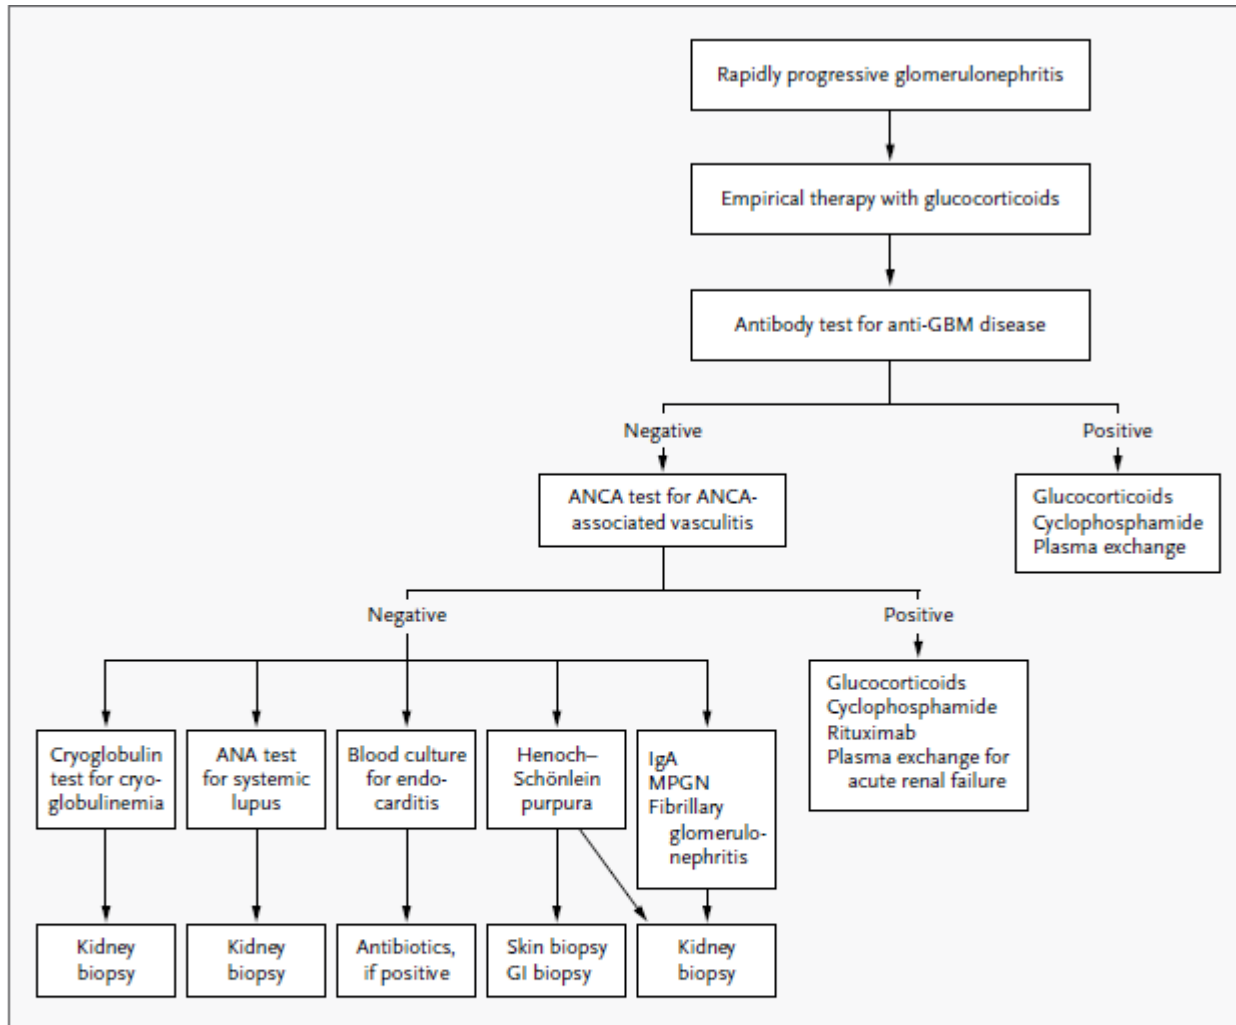 Rapidly progressive glomerulonephritis
Empirical therapy with glucocorticoids
Antibody test for anti-GBM disease
Negative
Positive
ANCA test for ANCA-
associated vasculitis
Glucocorticoids
Cyclophosphamide
Plasma exchange
Negative
Positive
Glucocorticoids
Cyclophosphamide
Rituximab
Plasma exchange for
acute renal failure
Cryoglobulin
test for cryo-
globulinemia
ANA test
for systemic
lupus
Blood culture
for endo-
carditis
Henoch–
Schönlein
purpura
IgA
MPGN
Fibrillary
glomerulo-
nephritis
Kidney
biopsy
Kidney
biopsy
Antibiotics,
if positive
Skin biopsy
GI biopsy
Kidney
biopsy